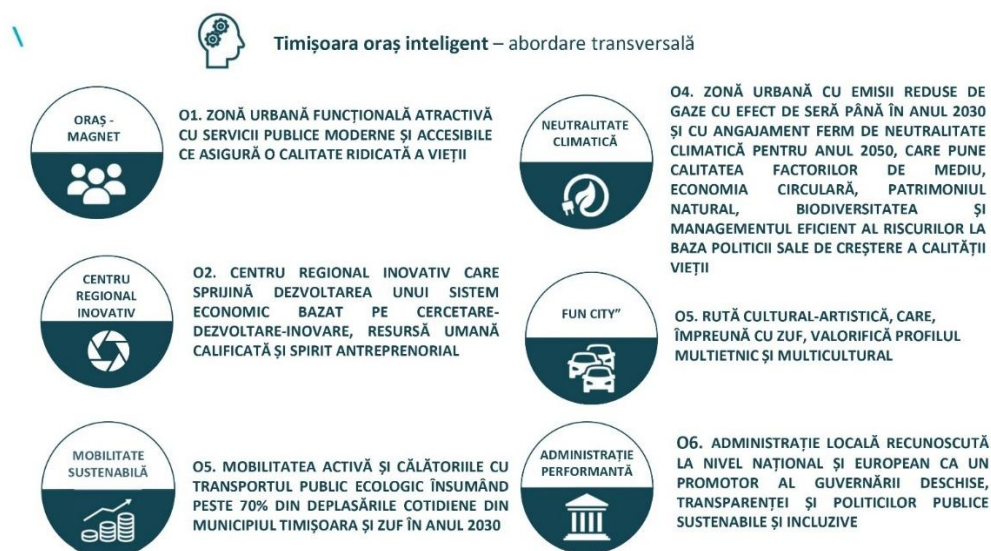 Timișoara oraș inteligent – abordare transversală
ORAȘ -
MAGNET
O1. ZONĂ URBANĂ FUNCȚIONALĂ ATRACTIVĂ
CU SERVICII PUBLICE MODERNE ȘI ACCESIBILE
CE ASIGURĂ O CALITATE RIDICATĂ A VIEȚII
CENTRU
REGIONAL
INOVATIV
O2. CENTRU REGIONAL INOVATIV CARE
SPRIJINĂ DEZVOLTAREA UNUI SISTEM
ECONOMIC BAZAT PE CERCETARE-
DEZVOLTARE-INOVARE, RESURSĂ UMANĂ
CALIFICATĂ ȘI SPIRIT ANTREPRENORIAL
MOBILITATE
SUSTENABILĂ
O5. MOBILITATEA ACTIVĂ ȘI CĂLĂTORIILE CU
TRANSPORTUL PUBLIC ECOLOGIC ÎNSUMÂND
PESTE 70% DIN DEPLASĂRILE COTIDIENE DIN
MUNICIPIUL TIMIȘOARA ȘI ZUF ÎN ANUL 2030
NEUTRALITATE
CLIMATICĂ
O4. ZONĂ URBANĂ CU EMISII REDUSE DE
GAZE CU EFECT DE SERĂ PÂNĂ ÎN ANUL 2030
ȘI CU ANGAJAMENT FERM DE NEUTRALITATE
CLIMATICĂ PENTRU ANUL 2050, CARE PUNE
CALITATEA FACTORILOR DE MEDIU,
ECONOMIA CIRCULARĂ, PATRIMONIUL
NATURAL, BIODIVERSITATEA ȘI
MANAGEMENTUL EFICIENT AL RISCURILOR LA
BAZA POLITICII SALE DE CREȘTERE A CALITĂȚII
VIEȚII
FUN CITY”
O5. RUTĂ CULTURAL-ARTISTICĂ, CARE,
ÎMPREUNĂ CU ZUF, VALORIFICĂ PROFILUL
MULTIETNIC ȘI MULTICULTURAL
ADMINISTRAȚIE
PERFORMANTĂ
O6. ADMINISTRAȚIE LOCALĂ RECUNOSCUTĂ
LA NIVEL NAȚIONAL ȘI EUROPEAN CA UN
PROMOTOR AL GUVERNĂRII DESCHISE,
TRANSPARENȚEI ȘI POLITICILOR PUBLICE
SUSTENABILE ȘI INCLUZIVE